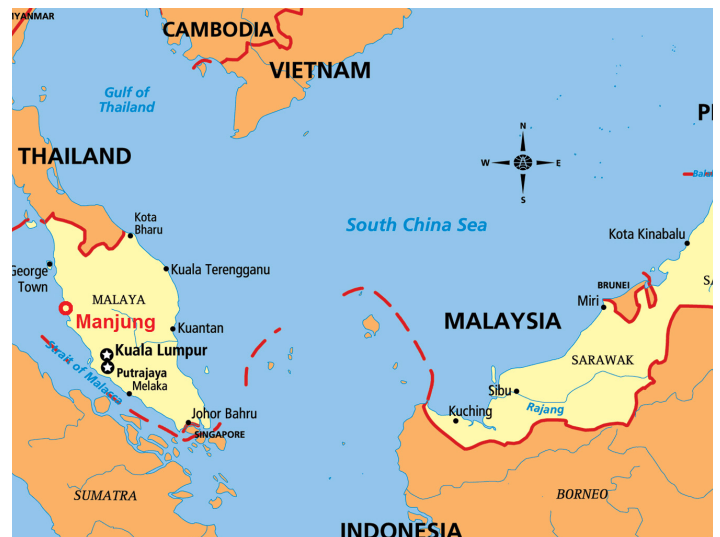 YANMAR
CAMBODIA
VIETNAM
Gulf of
Thailand
THAILAND
N
W
E
S
South China Sea
Kota
Bharu
Kota Kinabalu
George
Town
Kuala Terengganu
MALAYA
Manjung
Kuantan
BRUNEI
Miri
MALAYSIA
Kuala Lumpur
Putrajaya
Melaka
Strait of Malacca
SARAWAK
Sibu
Rajang
Kuching
Johor Bahru
SINGAPORE
SUMATRA
BORNEO
INDONESIA